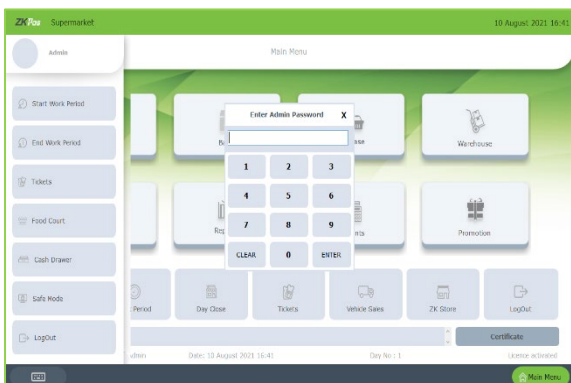 ZKPos Supermarket 10 August 2021 16:41
Admin
Main Menu
Start Work Period
End Work Period
Tickets
Food Court
Cash Drawer
Safe Mode
LogOut
Enter Admin Password X
1 2 3
4 5 6
7 8 9
CLEAR 0 ENTER
Warehouse
Promotion
Period
Day Close
Tickets
Vehicle Sales
ZK Store
LogOut
Certificate
Admin Date: 10 August 2021 16:41 Day No : 1 Licence activated
Main Menu